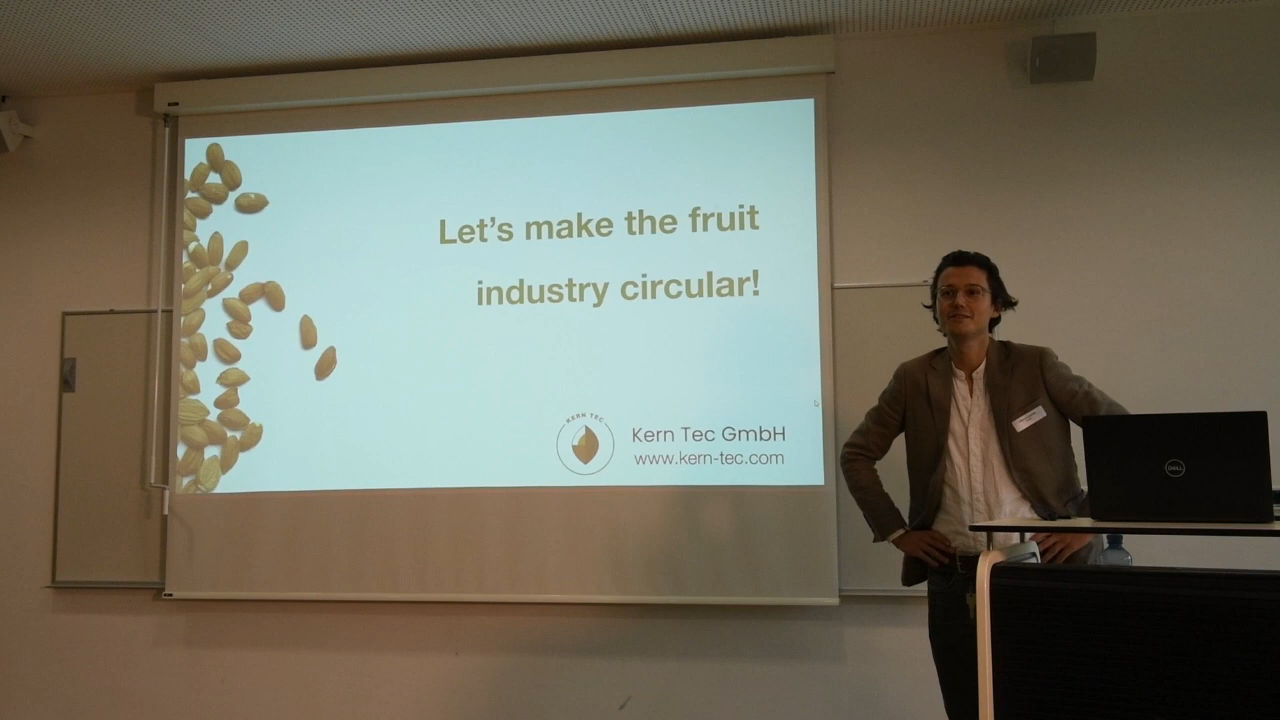 Let's make the fruit
industry circular!
KERN TEC
Kern Tec GmbH
www.kern-tec.com
DELL